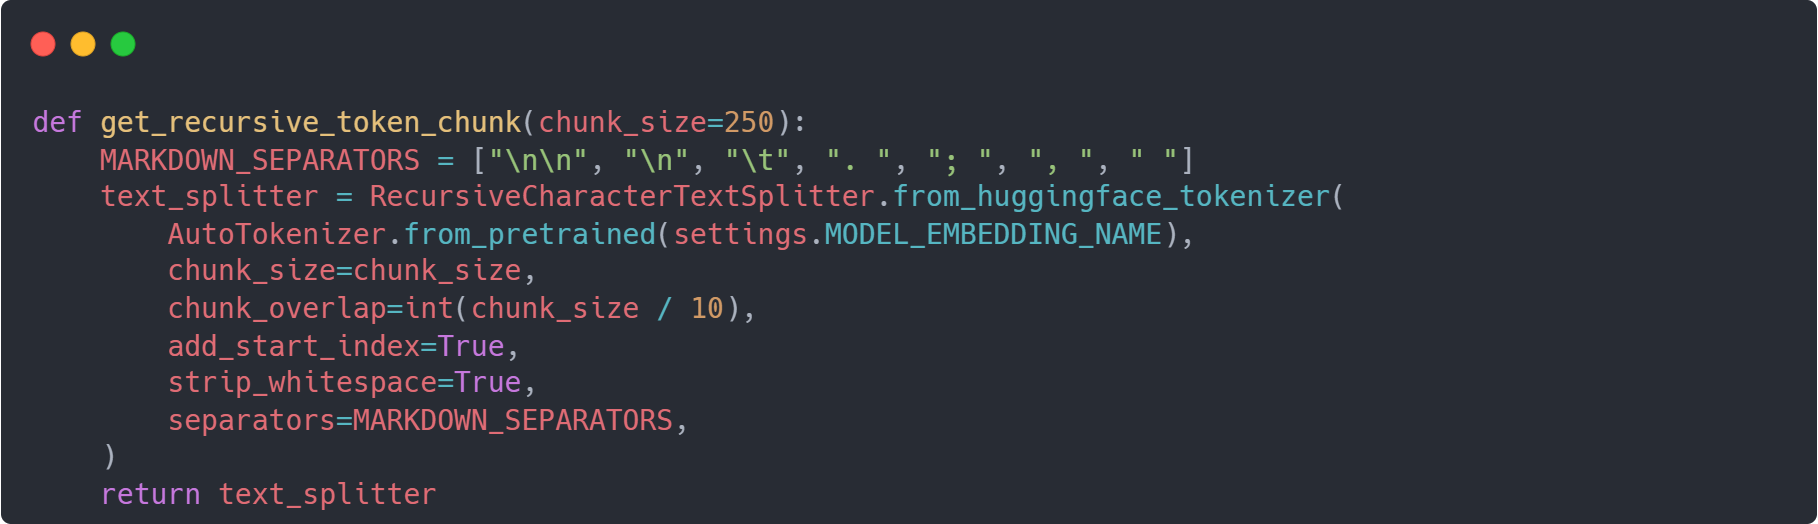 def get_recursive_token_chunk(chunk_size=250):
    MARKDOWN_SEPARATORS = ["\n\n", "\n", "\t", ". ", "; ", ", ", " "]
    text_splitter = RecursiveCharacterTextSplitter.from_huggingface_tokenizer(
        AutoTokenizer.from_pretrained(settings.MODEL_EMBEDDING_NAME),
        chunk_size=chunk_size,
        chunk_overlap=int(chunk_size / 10),
        add_start_index=True,
        strip_whitespace=True,
        separators=MARKDOWN_SEPARATORS,
    )
    return text_splitter